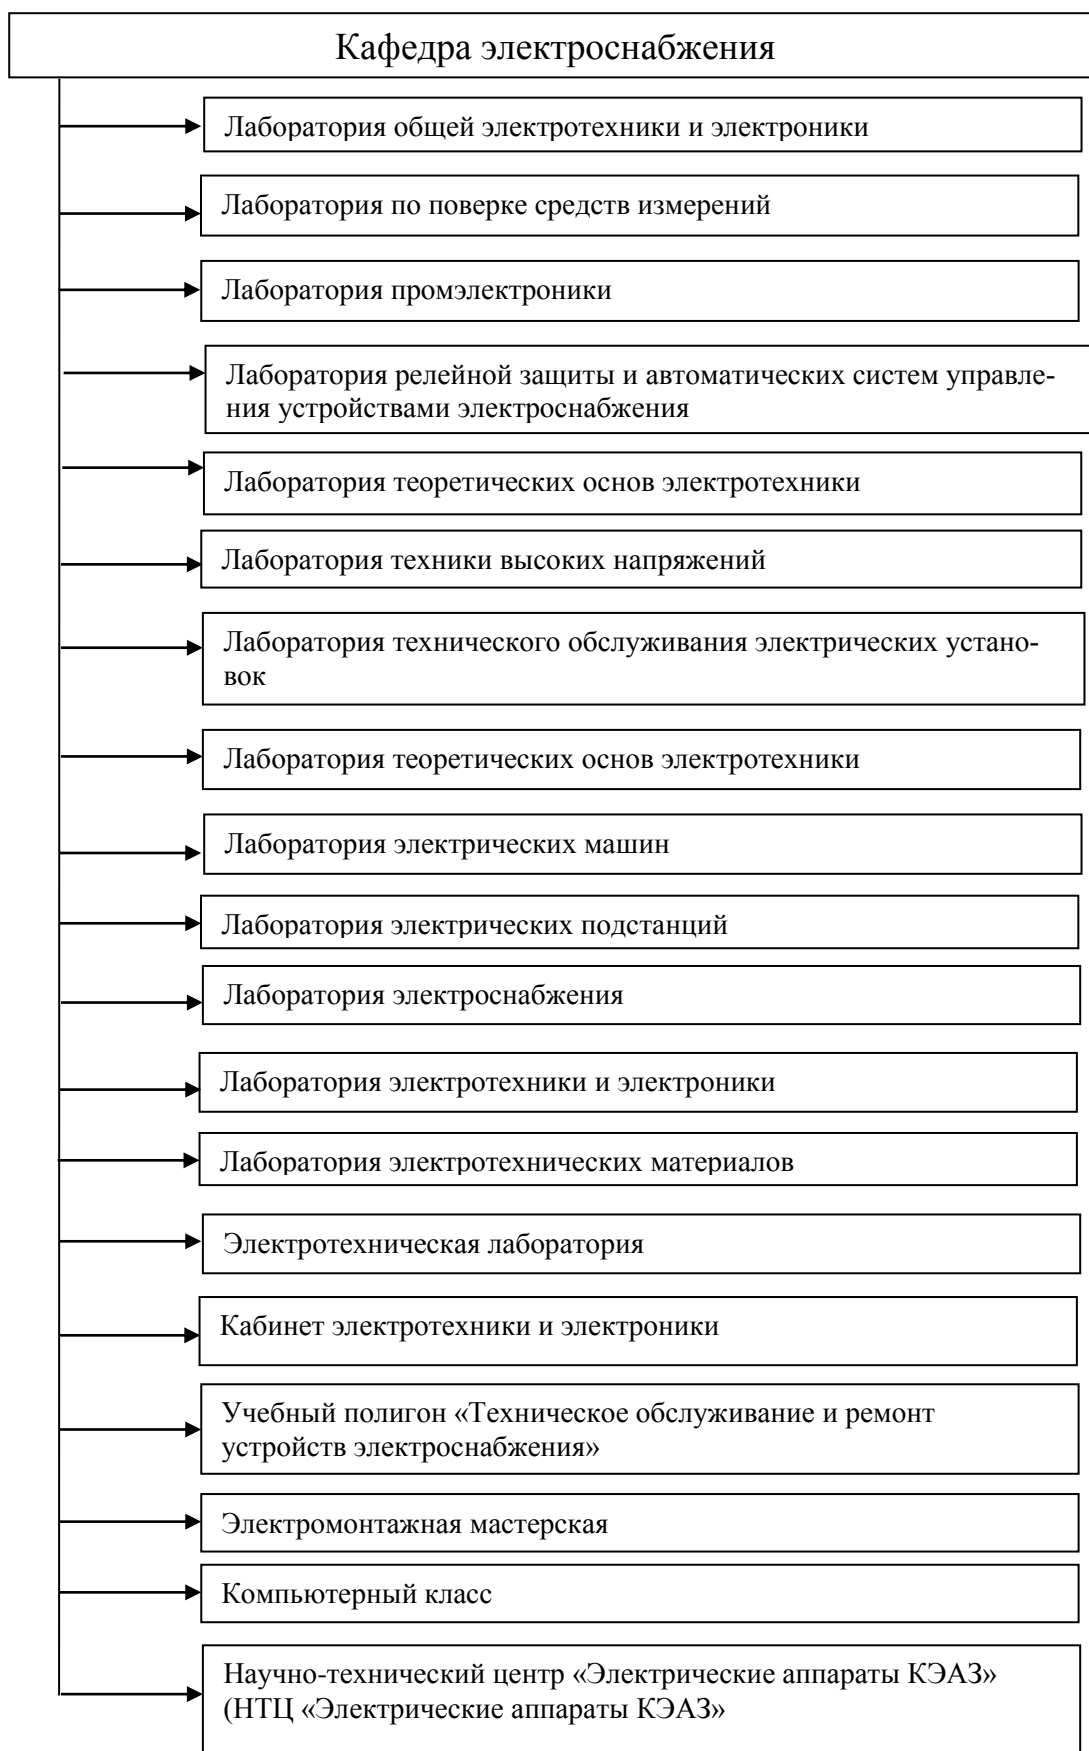 Кафедра электроснабжения
Лаборатория общей электротехники и электроники
Лаборатория по поверке средств измерений
Лаборатория промэлектроники
Лаборатория релейной защиты и автоматических систем управле-
ния устройствами электроснабжения
Лаборатория теоретических основ электротехники
Лаборатория техники высоких напряжений
Лаборатория технического обслуживания электрических устано-
вок
Лаборатория теоретических основ электротехники
Лаборатория электрических машин
Лаборатория электрических подстанций
Лаборатория электроснабжения
Лаборатория электротехники и электроники
Лаборатория электротехнических материалов
Электротехническая лаборатория
Кабинет электротехники и электроники
Учебный полигон «Техническое обслуживание и ремонт
устройств электроснабжения»
Электромонтажная мастерская
Компьютерный класс
Научно-технический центр «Электрические аппараты КЭАЗ»
(НТЦ «Электрические аппараты КЭАЗ»